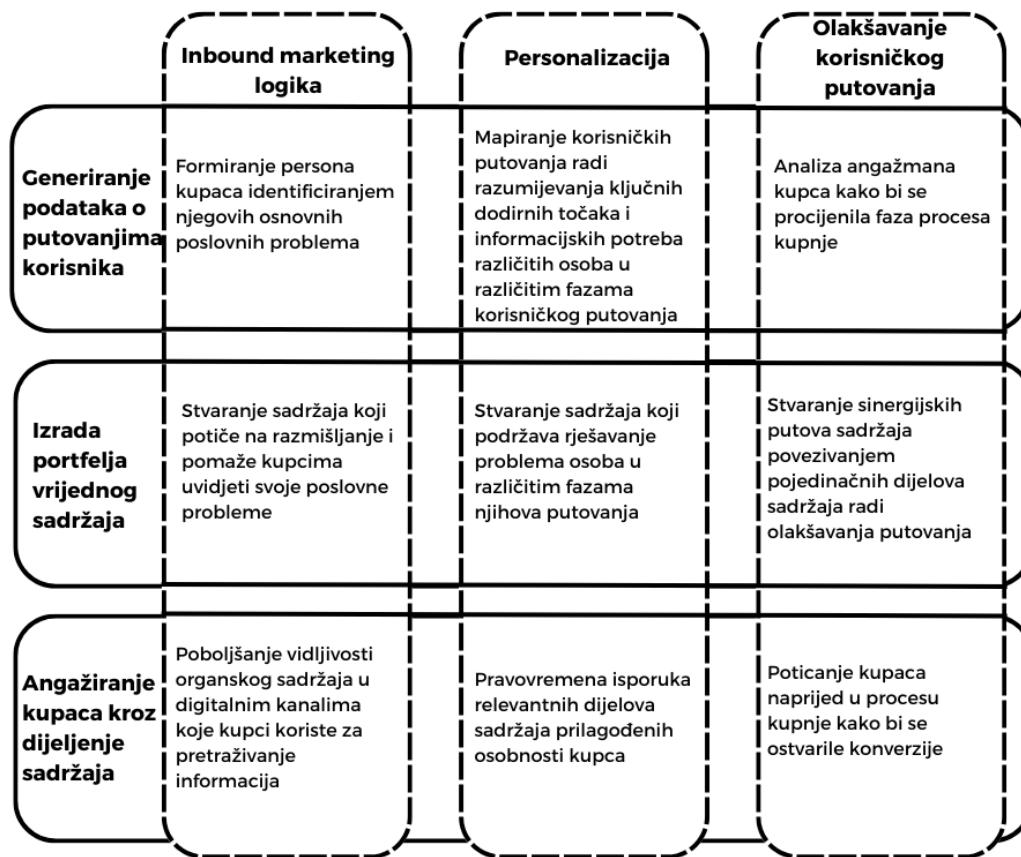 Inbound marketing
logika
Personalizacija
Olakšavanje
korisničkog
putovanja
Generiranje
podataka o
putovanjima
korisnika
Formiranje persona
kupaca identificiranjem
njegovih osnovnih
poslovnih problema
Mapiranje korisničkih
putovanja radi
razumijevanja ključnih
dodirnih točaka i
informacijskih potreba
različitih osoba u
različitim fazama
korisničkog putovanja
Analiza angažmana
kupca kako bi se
procijenila faza procesa
kupnje
Izrada
portfelja
vrijednog
sadržaja
Stvaranje sadržaja koji
potiče na razmišljanje i
pomaže kupcima
uvidjeti svoje poslovne
probleme
Stvaranje sadržaja koji
podržava rješavanje
problema osoba u
različitim fazama
njihova putovanja
Stvaranje sinergijskih
putova sadržaja
povezivanjem
pojedinačnih dijelova
sadržaja radi
olakšavanja putovanja
Angažiranje
kupaca kroz
dijeljenje
sadržaja
Poboljšanje vidljivosti
organskog sadržaja u
digitalnim kanalima
koje kupci koriste za
pretraživanje
informacija
Pravovremena isporuka
relevantnih dijelova
sadržaja prilagođenih
osobnosti kupca
Poticanje kupaca
naprijed u procesu
kupnje kako bi se
ostvarile konverzije